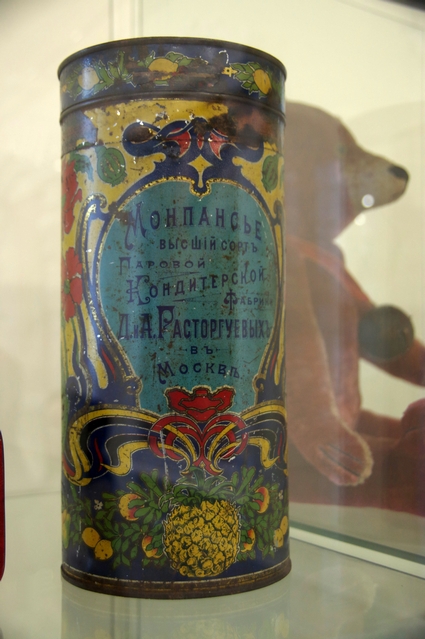 МОНПАНСЬЕ
ВЫСШІЙ СОРТЪ
ПАРОВОЙ
КОНДИТЕРСКОЙ
ФАБРИКИ
Д. и А. РАСТОРГУЕВЫХЪ
ВЪ
МОСКВѢ